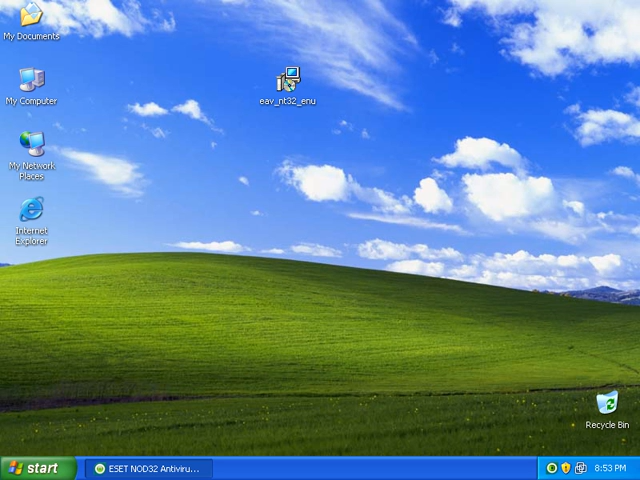 My Documents
My Computer
eav_nt32_enu
My Network
Places
Internet
Explorer
Recycle Bin
start
ESET NOD32 Antiviru...
8:53 PM